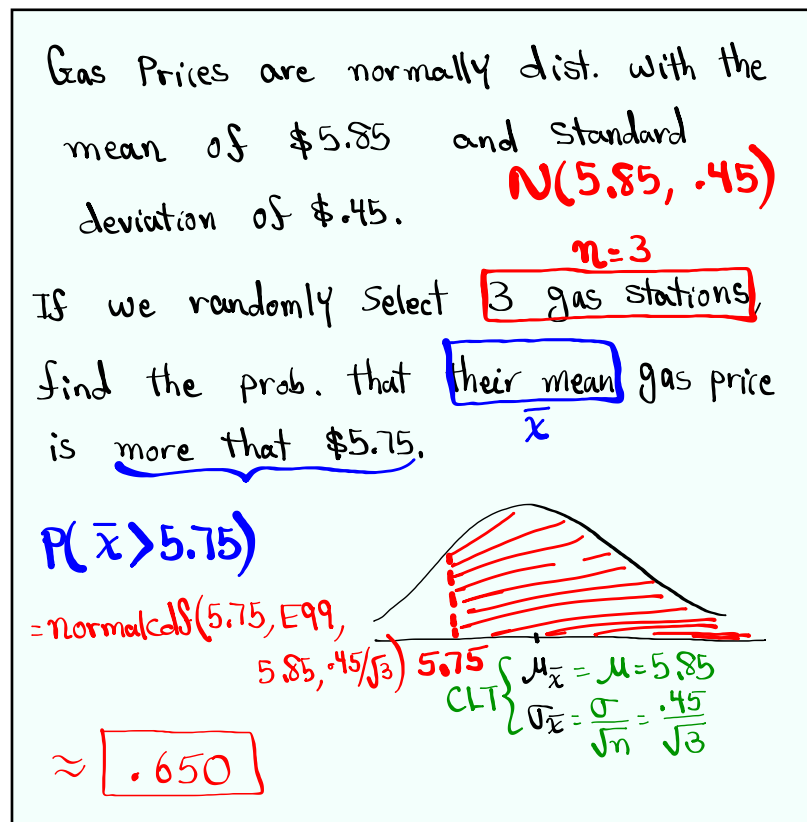 Gas Prices are normally dist. with the
mean of $5.85 and standard
N(5.85, .45)
deviation of $.45.
n=3
If we randomly select 3 gas stations,
find the prob. that their mean gas price
x̄
is more that $5.75.
P(x̄ > 5.75)
=normalcdf(5.75, E99,
5.85, .45/√3)
5.75
CLT { μx̄ = μ = 5.85
σx̄ = σ/√n = .45/√3
≈ .650